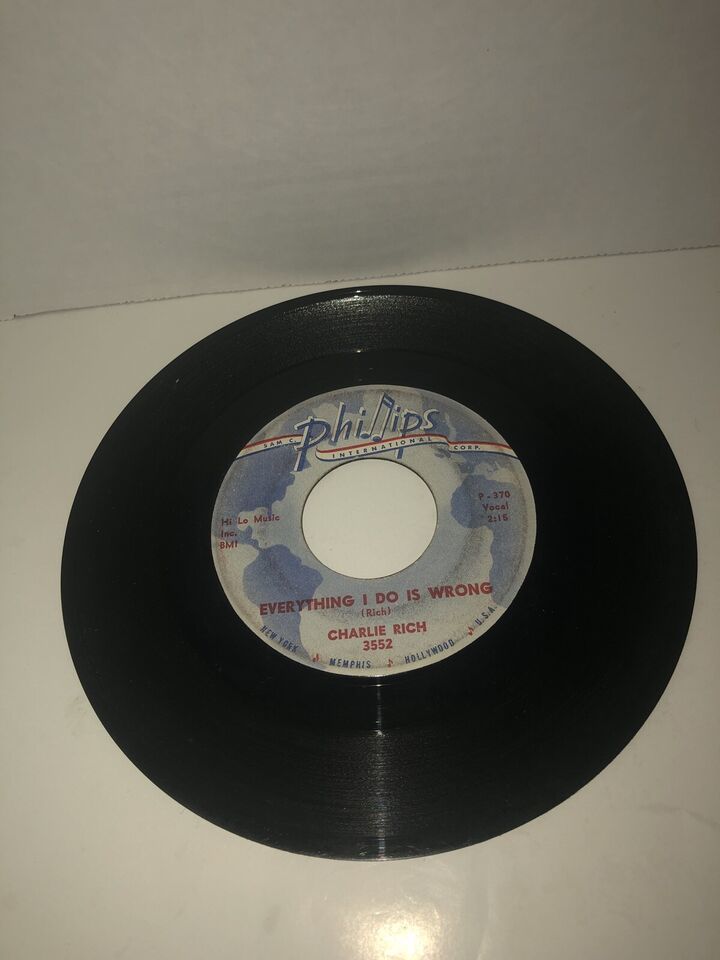 Phillips
SAM C. INTERNATIONAL CORP.
Hi Lo Music
Inc.
BMI
P-370
Vocal
2:15
EVERYTHING I DO IS WRONG
(Rich)
CHARLIE RICH
3552
NEW YORK ♪ MEMPHIS ♪ HOLLYWOOD ♪ U.S.A.